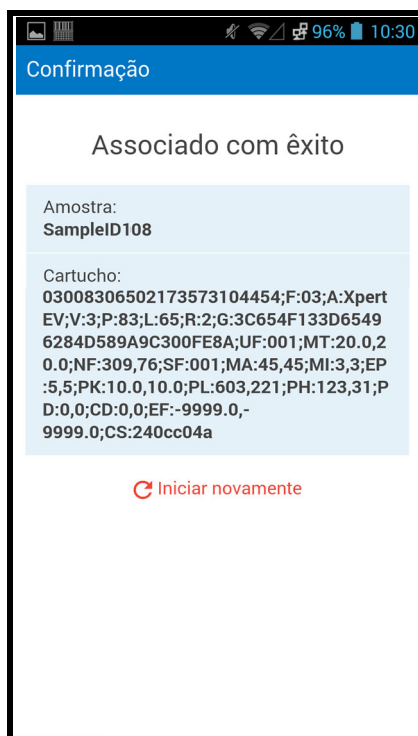 96% 10:30
Confirmação
Associado com êxito
Amostra:
SampleID108
Cartucho:
03008306502173573104454;F:03;A:Xpert
EV;V:3;P:83;L:65;R:2;G:3C654F133D6549
6284D589A9C300FE8A;UF:001;MT:20.0,2
0.0;NF:309,76;SF:001;MA:45,45;MI:3,3;EP
:5,5;PK:10.0,10.0;PL:603,221;PH:123,31;P
D:0,0;CD:0,0;EF:-9999.0,-
9999.0;CS:240cc04a
Iniciar novamente